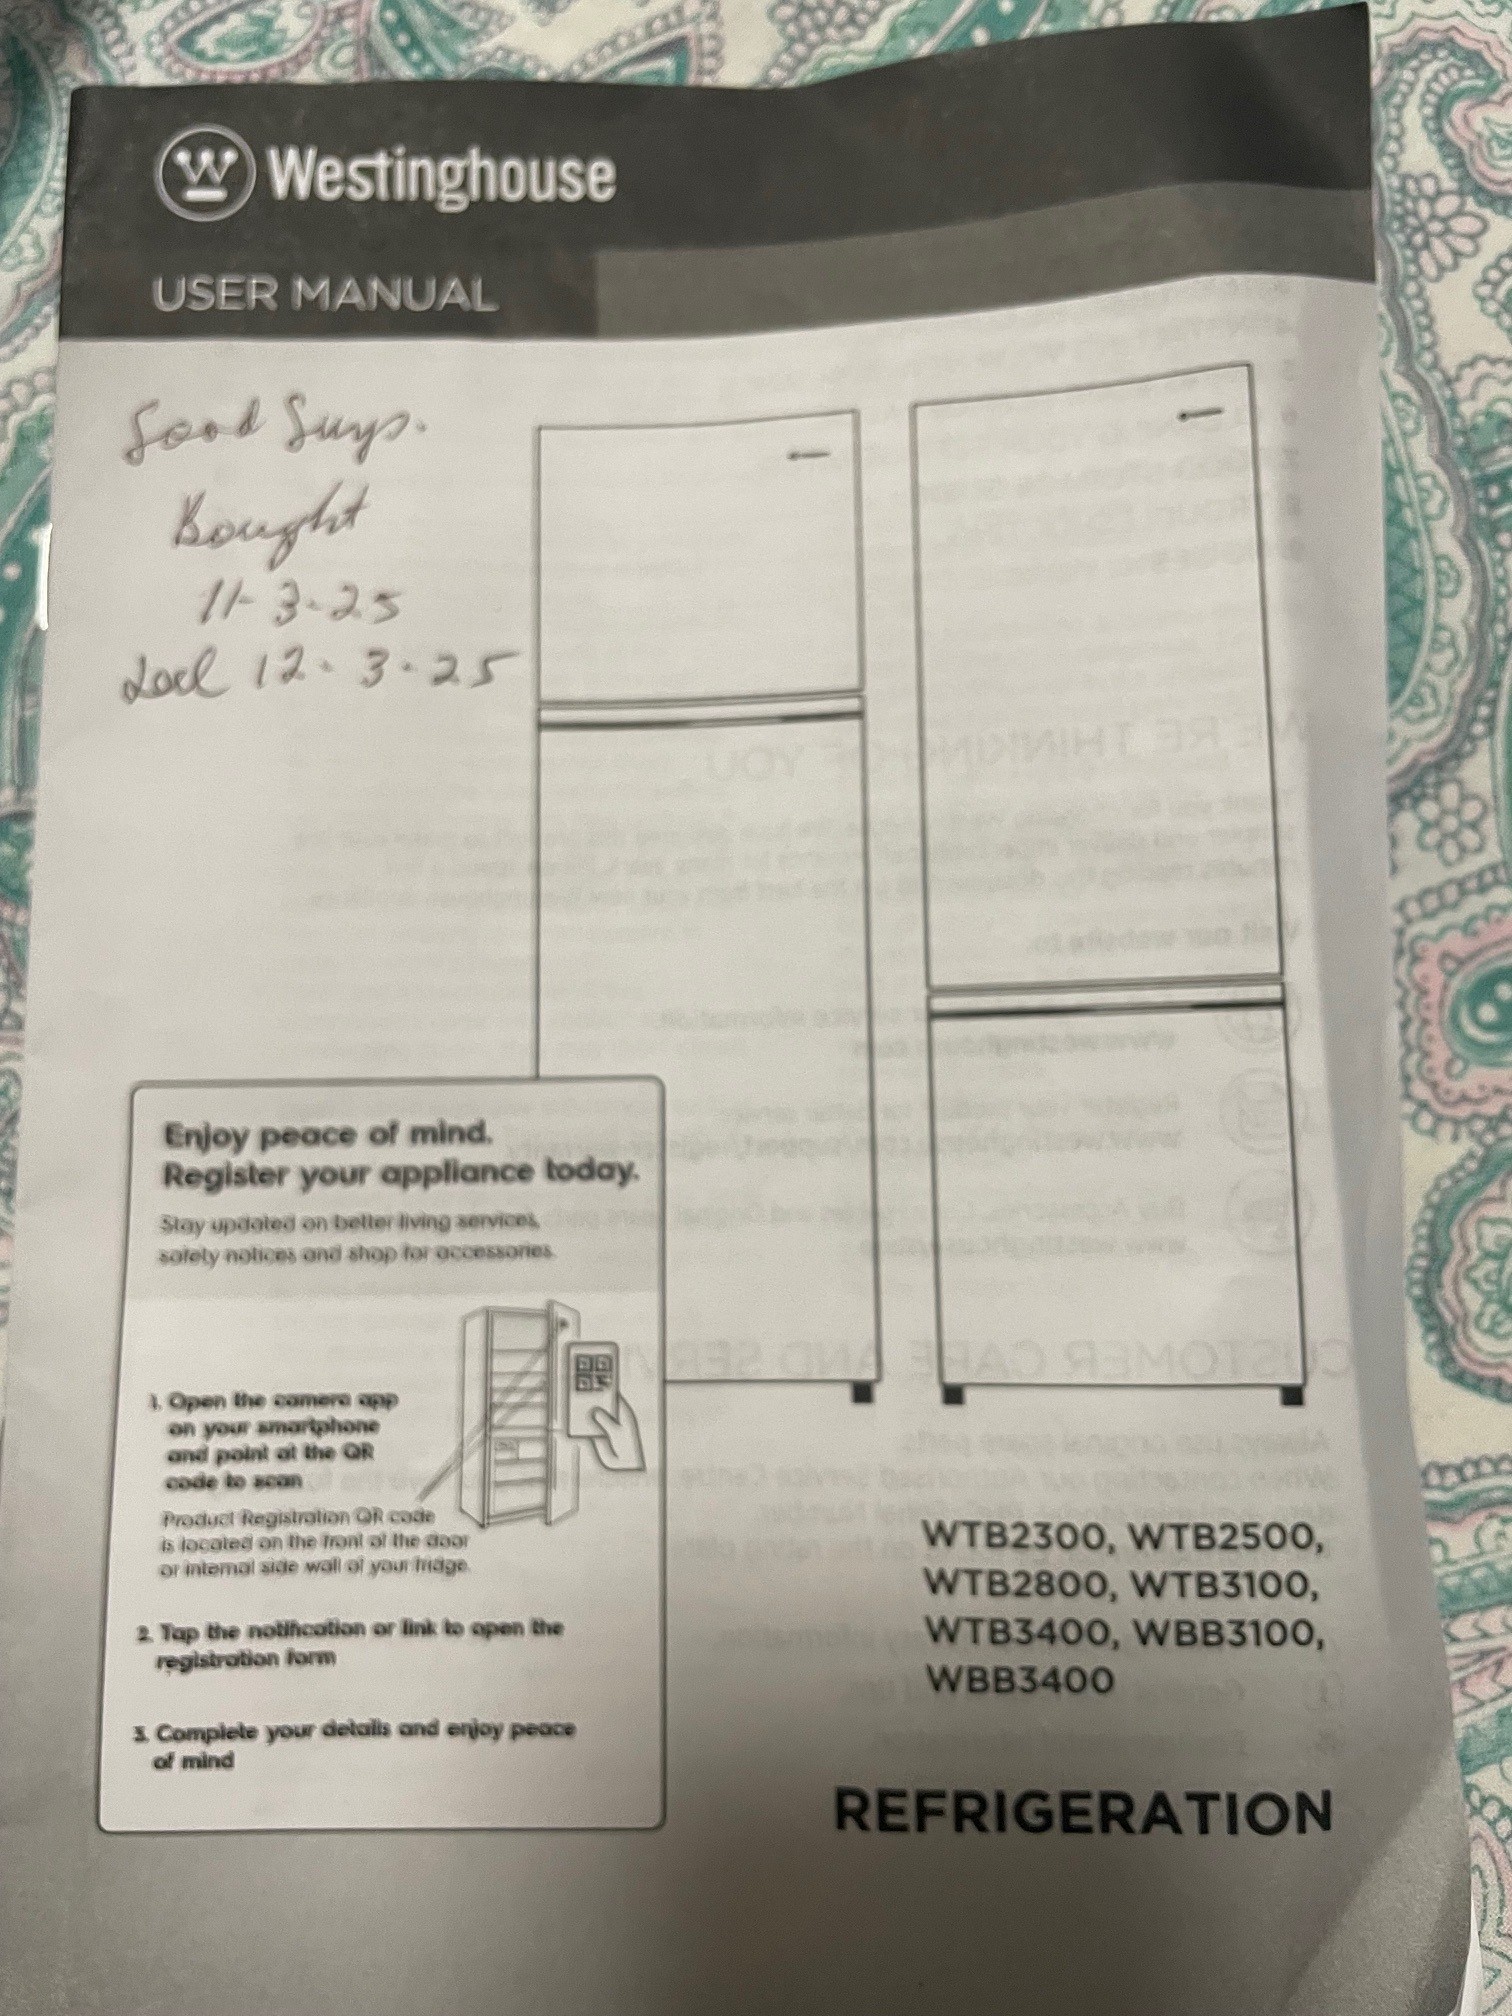 Westinghouse
USER MANUAL
Good Guys.
Bought
11-3-25
12.3.25
Enjoy peace of mind.
Register your appliance today.
Stay updated on better living services,
safety notices and shop for accessories.
1. Open the camera app
on your smartphone
and point at the QR
code to scan
Product Registration QR code
is located on the front of the door
or internal side wall of your fridge.
2. Tap the notification or link to open the
registration form
3. Complete your details and enjoy peace
of mind
WTB2300, WTB2500,
WTB2800, WTB3100,
WTB3400, WBB3100,
WBB3400
REFRIGERATION